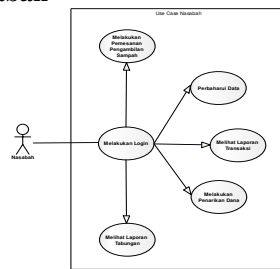 Use Case Nasabah
Melakukan
Pemesanan
Pengambilan
Sampah
Perbaharui Data
Nasabah
Melakukan Login
Melihat Laporan
Transaksi
Melakukan
Penarikan Dana
Melihat Laporan
Tabungan